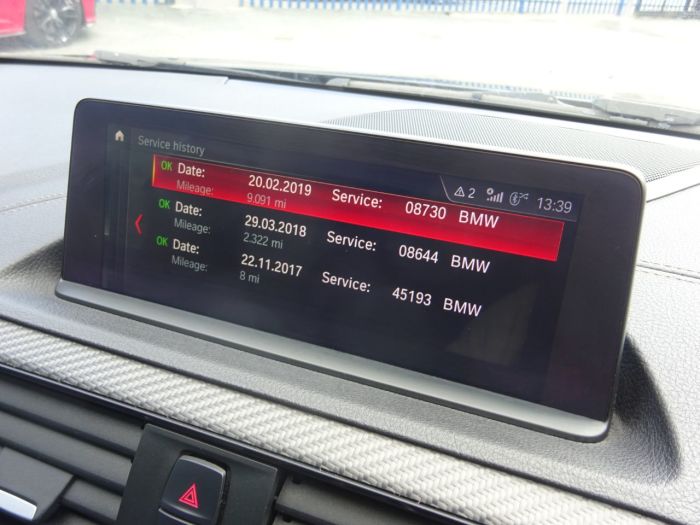 Service history
2 13:39
OK Date: 20.02.2019 Service: 08730 BMW
Mileage: 9.091 mi
OK Date: 29.03.2018 Service: 08644 BMW
Mileage: 2.322 mi
OK Date: 22.11.2017 Service: 45193 BMW
Mileage: 8 mi